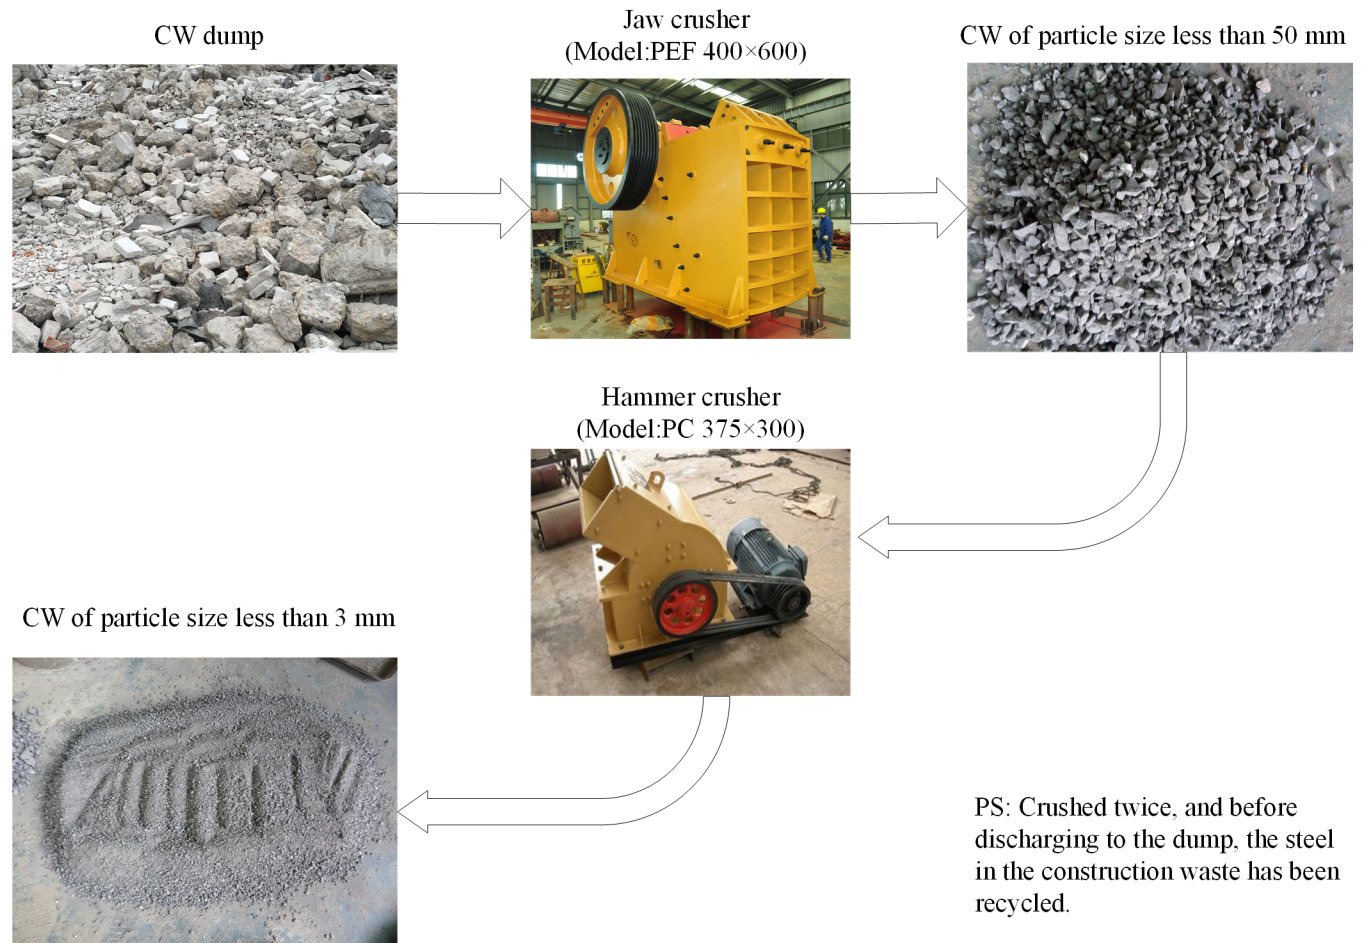 CW dump
Jaw crusher
(Model:PEF 400×600)
CW of particle size less than 50 mm
Hammer crusher
(Model:PC 375×300)
CW of particle size less than 3 mm
PS: Crushed twice, and before
discharging to the dump, the steel
in the construction waste has been
recycled.